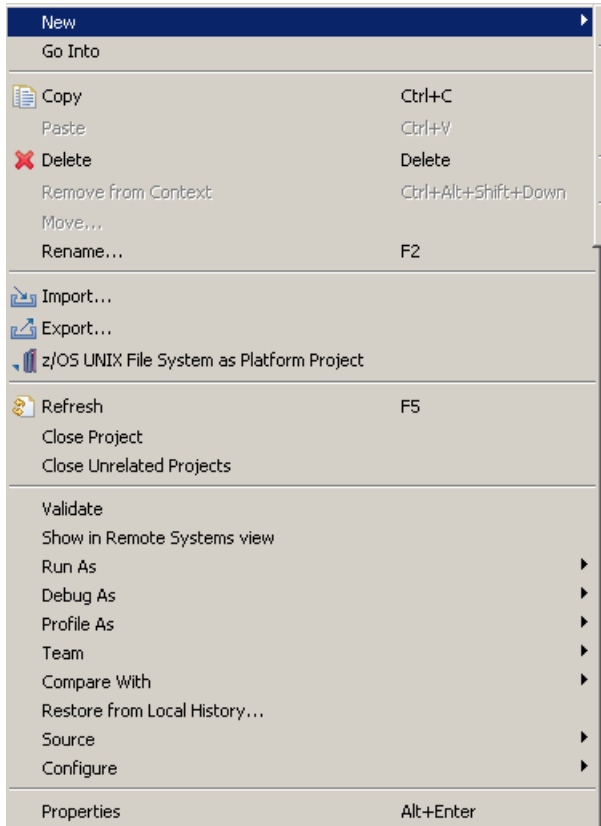 New
Go Into
Copy Ctrl+C
Paste Ctrl+V
Delete Delete
Remove from Context Ctrl+Alt+Shift+Down
Move...
Rename... F2
Import...
Export...
z/OS UNIX File System as Platform Project
Refresh F5
Close Project
Close Unrelated Projects
Validate
Show in Remote Systems view
Run As
Debug As
Profile As
Team
Compare With
Restore from Local History...
Source
Configure
Properties Alt+Enter